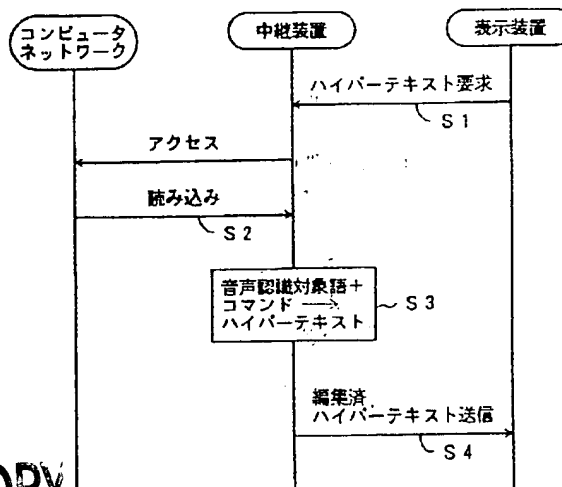 コンピュータ
ネットワーク
中継装置
表示装置
ハイパーテキスト要求
S1
アクセス
読み込み
S2
音声認識対象語+
コマンド →
ハイパーテキスト
S3
編集済
ハイパーテキスト送信
S4
OPY